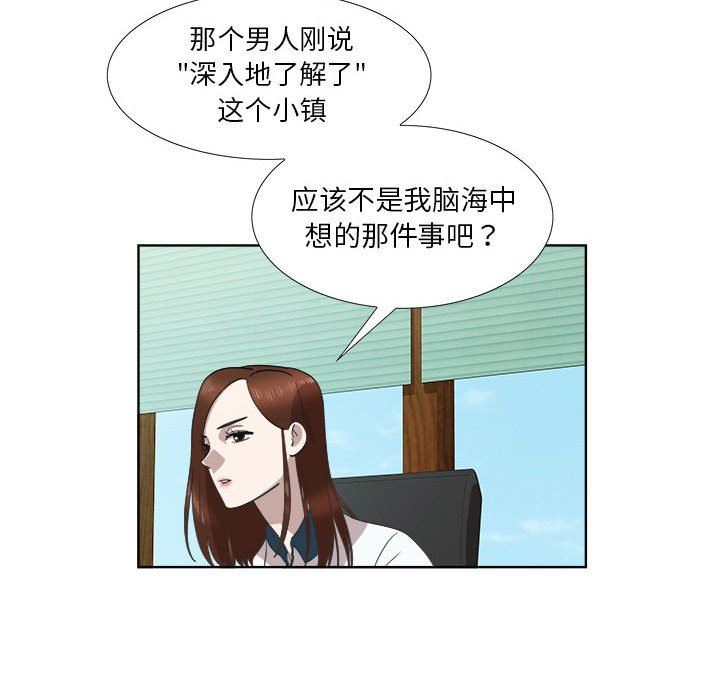 那个男人刚说
"深入地了解了"
这个小镇
应该不是我脑海中
想的那件事吧？